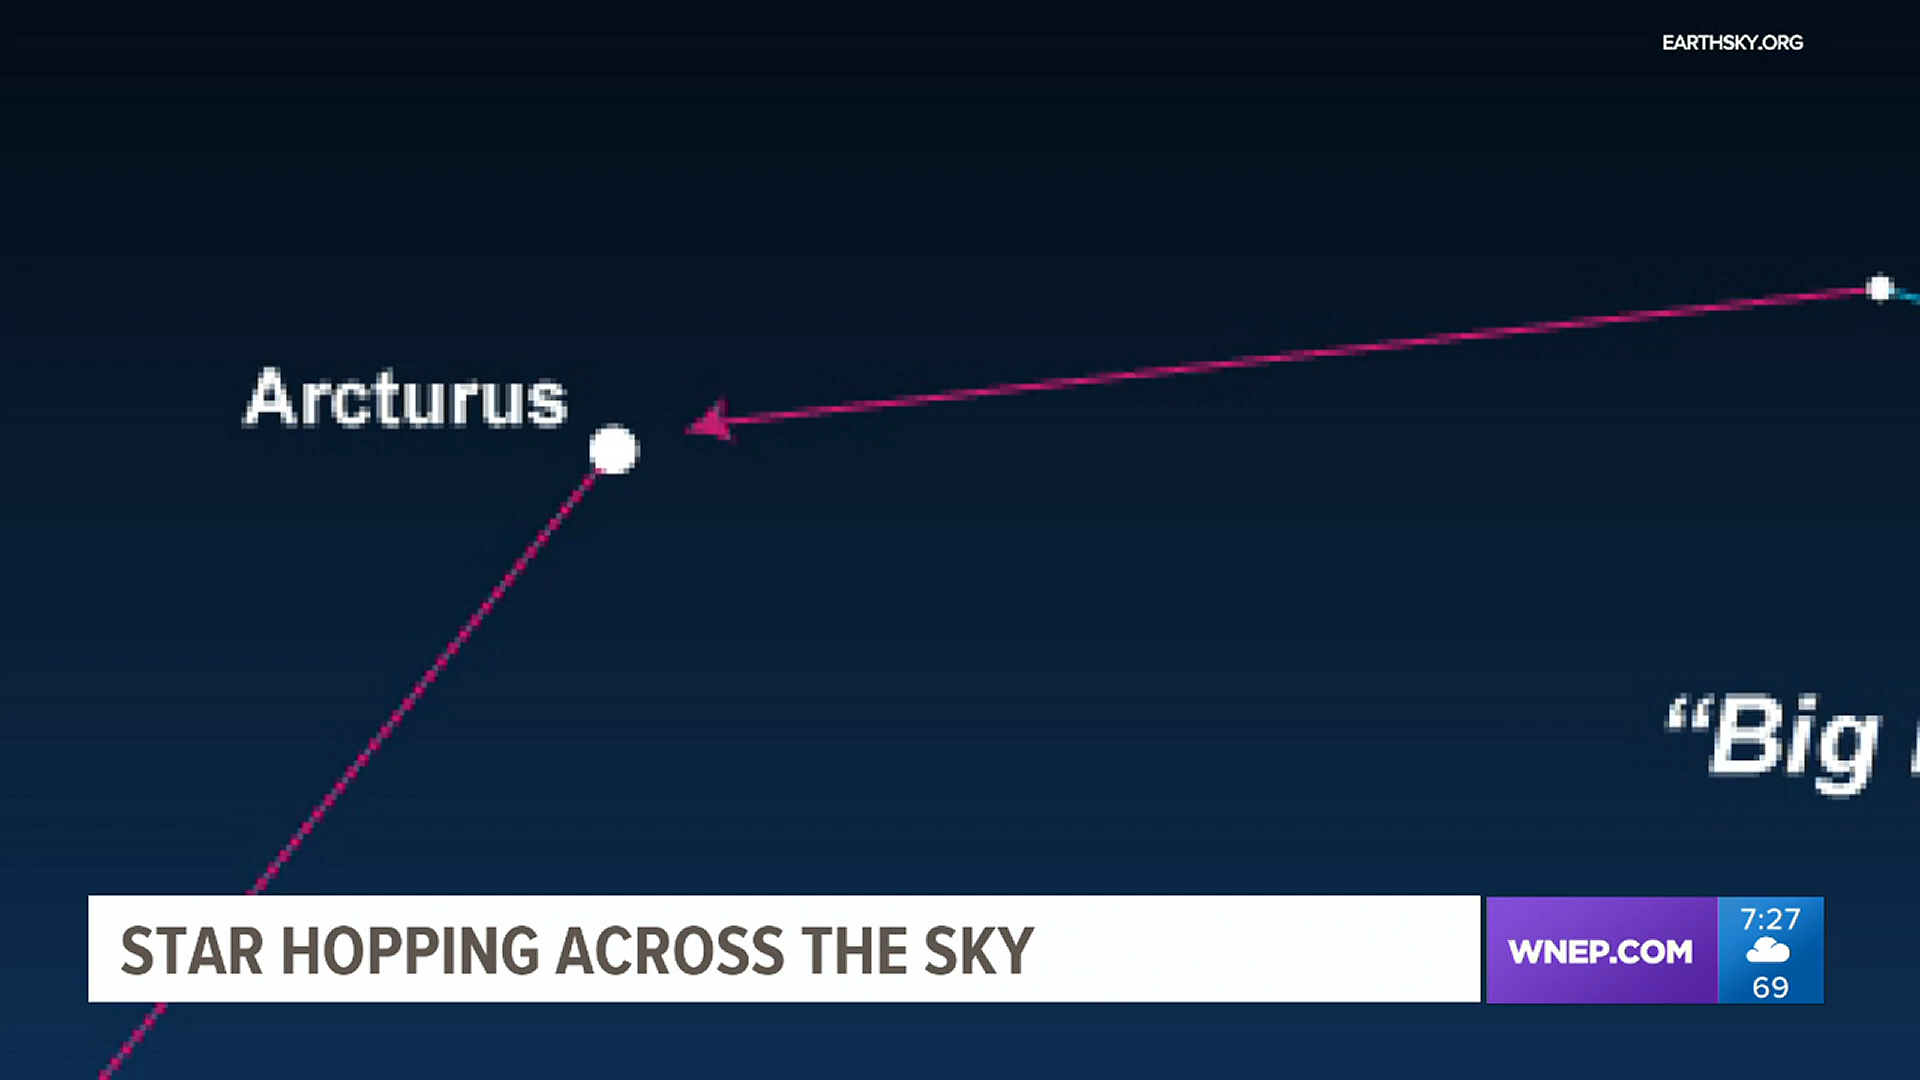 EARTHSKY.ORG
Arcturus
“Big
STAR HOPPING ACROSS THE SKY
WNEP.COM
7:27
69